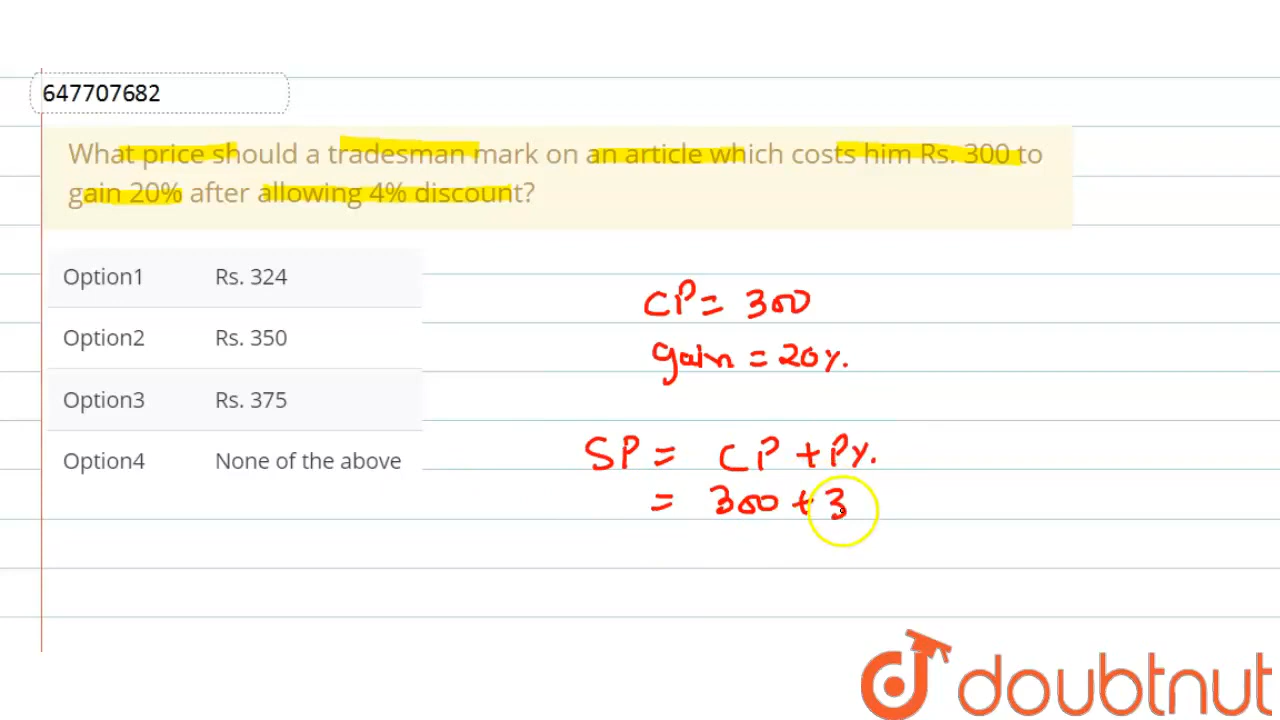 647707682
What price should a tradesman mark on an article which costs him Rs. 300 to
gain 20% after allowing 4% discount?
Option1 Rs. 324
Option2 Rs. 350
Option3 Rs. 375
Option4 None of the above
CP = 300
gain = 20%.
SP = CP + P%.
= 300 + 3
doubtnut